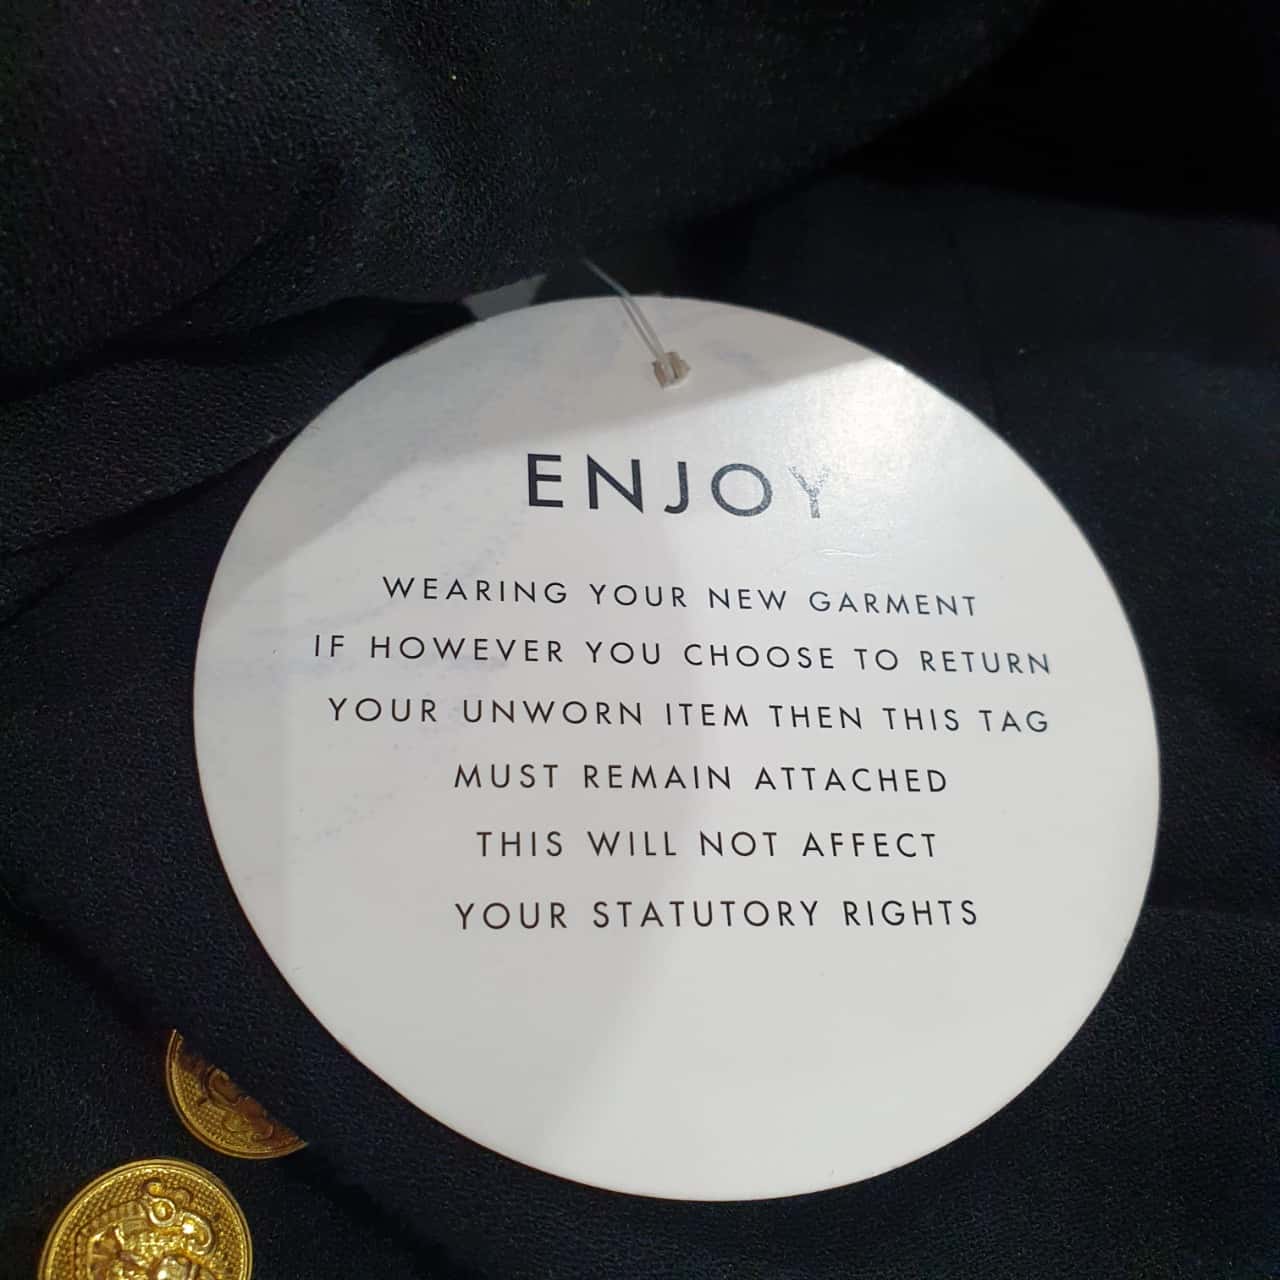 ENJOY
WEARING YOUR NEW GARMENT
IF HOWEVER YOU CHOOSE TO RETURN
YOUR UNWORN ITEM THEN THIS TAG
MUST REMAIN ATTACHED
THIS WILL NOT AFFECT
YOUR STATUTORY RIGHTS